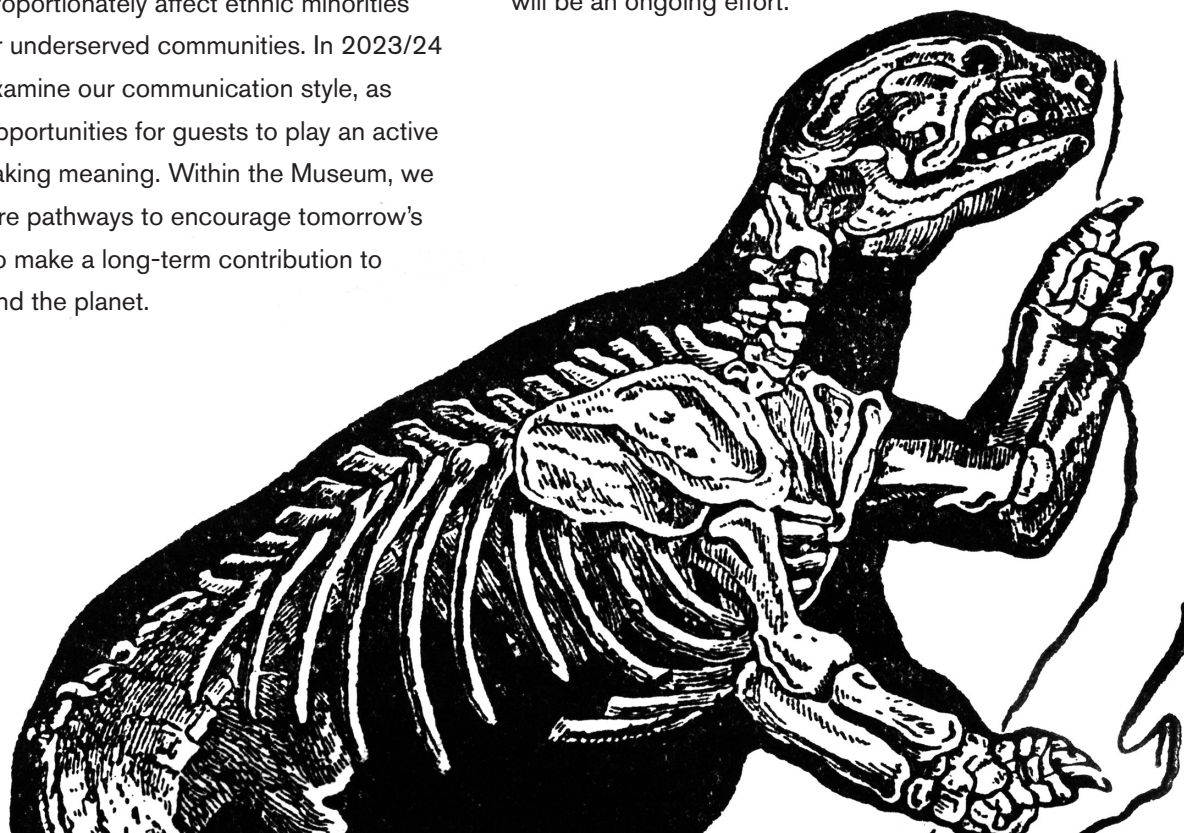 roportionately affect ethnic minorities
r underserved communities. In 2023/24
xamine our communication style, as
pportunities for guests to play an active
aking meaning. Within the Museum, we
re pathways to encourage tomorrow’s
o make a long-term contribution to
nd the planet.
will be an ongoing effort.